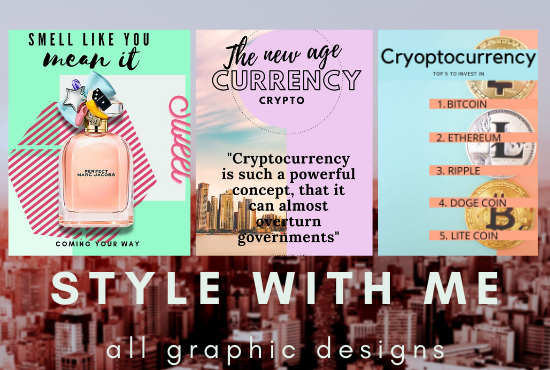 SMELL LIKE YOU
mean it
Sweet
PERFECT
MARC JACOBS
COMING YOUR WAY
The new age
CURRENCY
CRYPTO
"Cryptocurrency
is such a powerful
concept, that it
can almost
overturn
governments"
Cryoptocurrency
TOP 5 TO INVEST IN
1. BITCOIN
2. ETHEREUM
3. RIPPLE
4. DOGE COIN
5. LITE COIN
STYLE WITH ME
all graphic designs